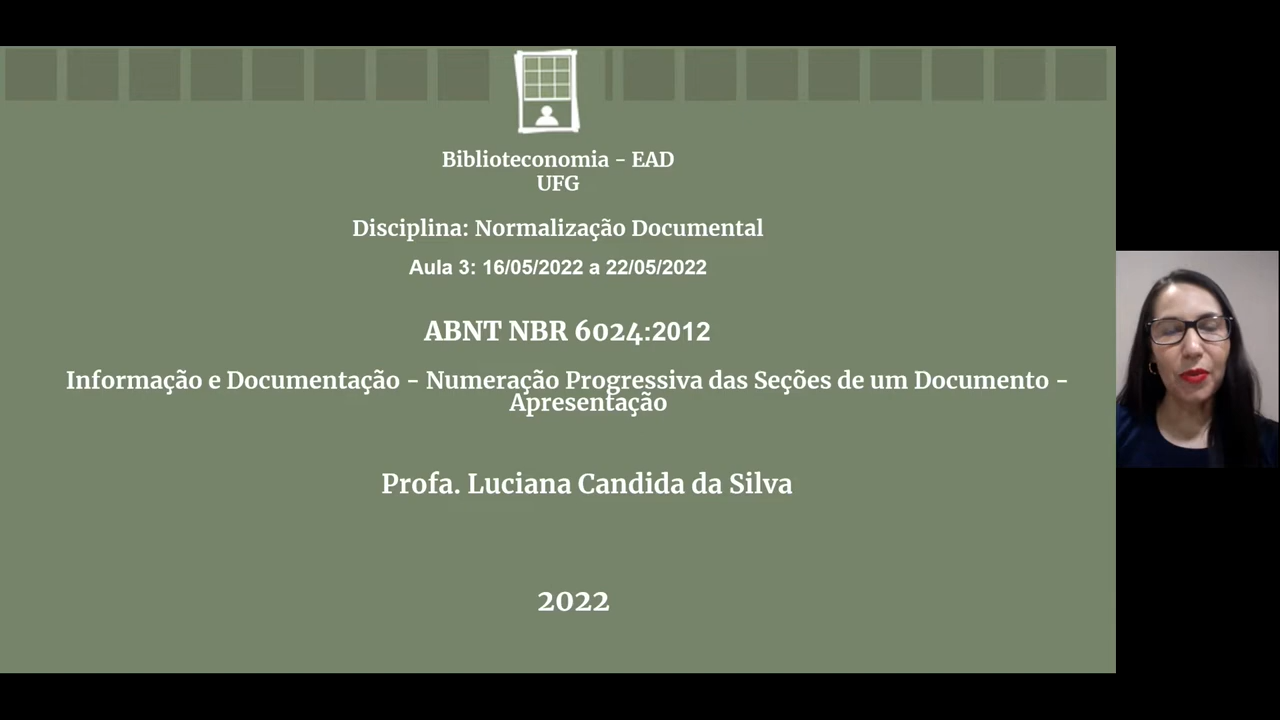 Biblioteconomia - EAD
UFG
Disciplina: Normalização Documental
Aula 3: 16/05/2022 a 22/05/2022
ABNT NBR 6024:2012
Informação e Documentação - Numeração Progressiva das Seções de um Documento -
Apresentação
Profa. Luciana Candida da Silva
2022